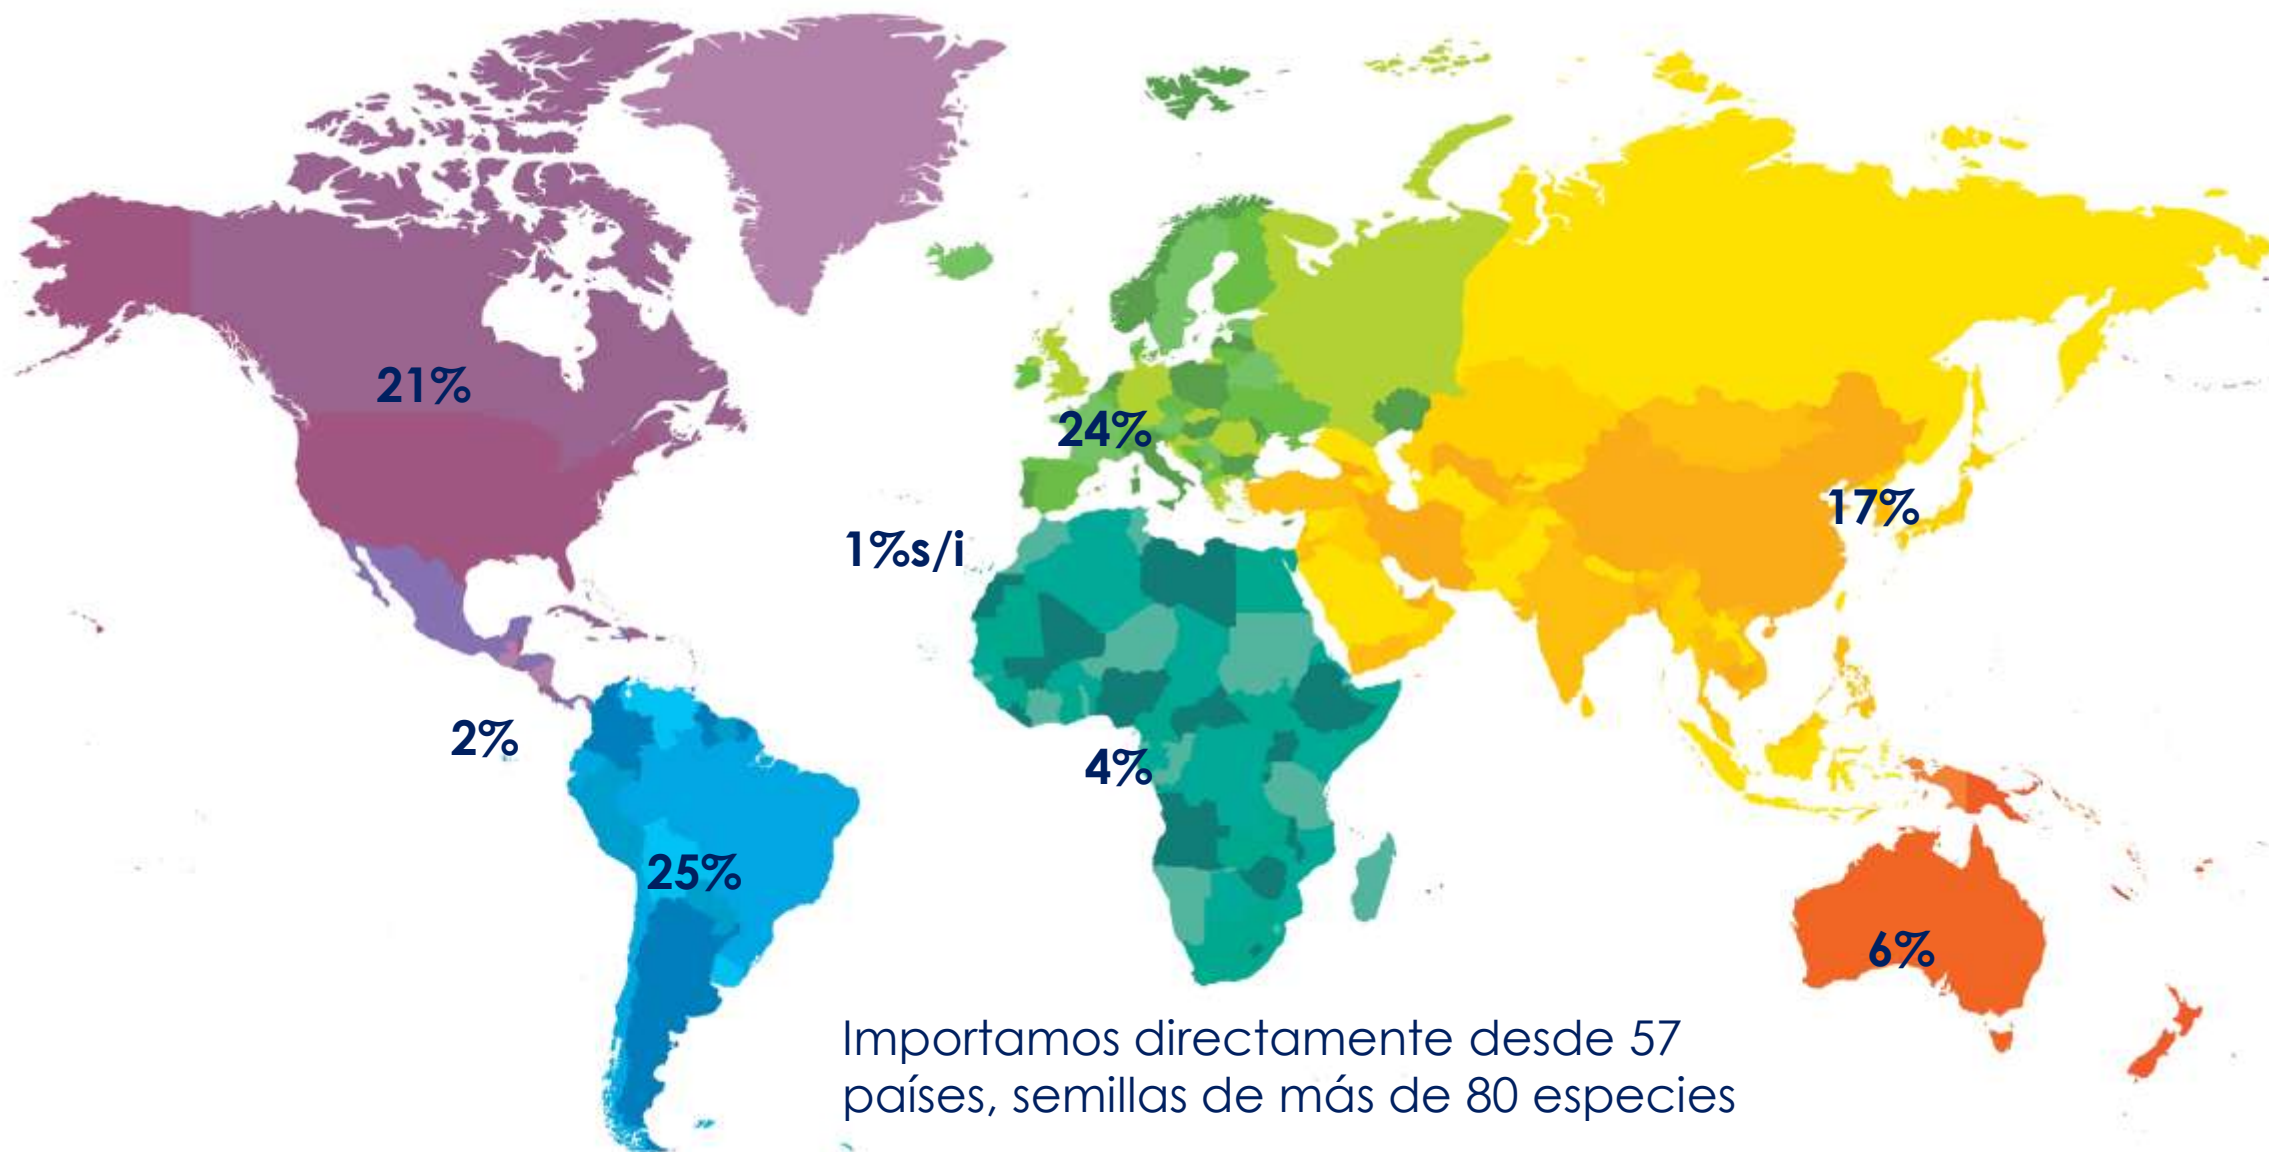 21%
24%
17%
1%s/i
2%
4%
25%
6%
Importamos directamente desde 57
países, semillas de más de 80 especies